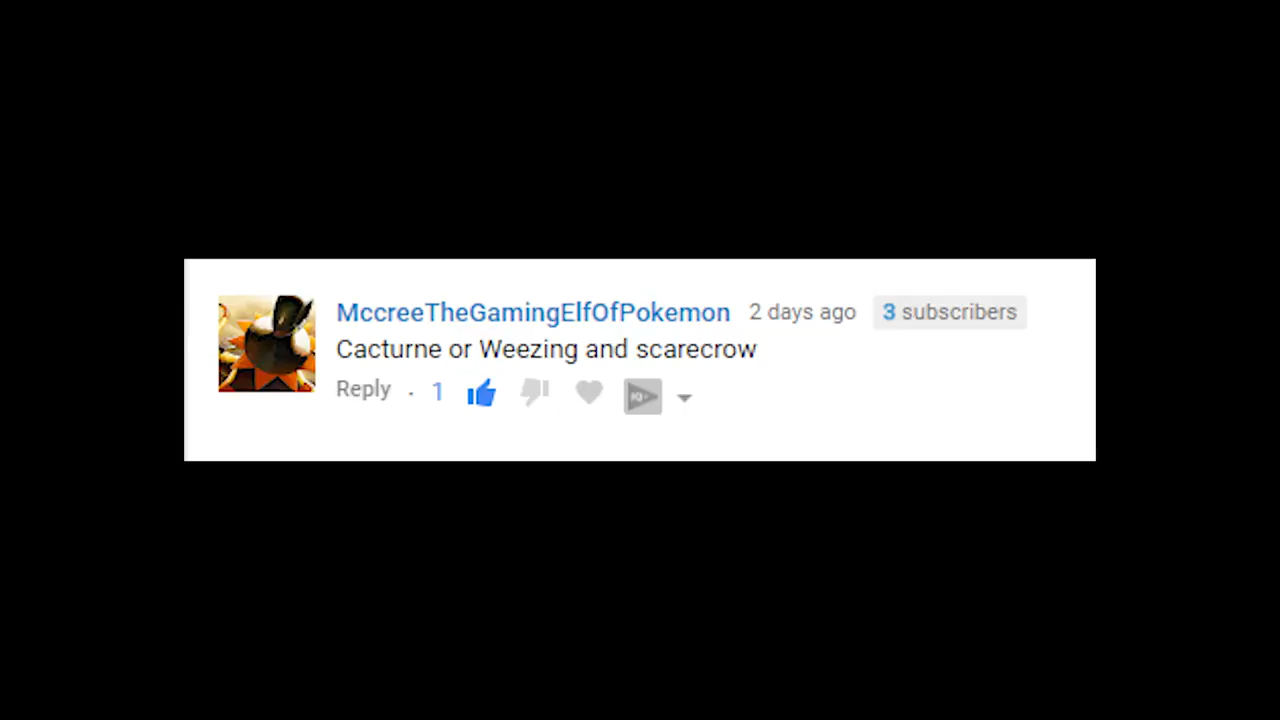 MccreeTheGamingElfOfPokemon 2 days ago 3 subscribers
Cacturne or Weezing and scarecrow
Reply . 1